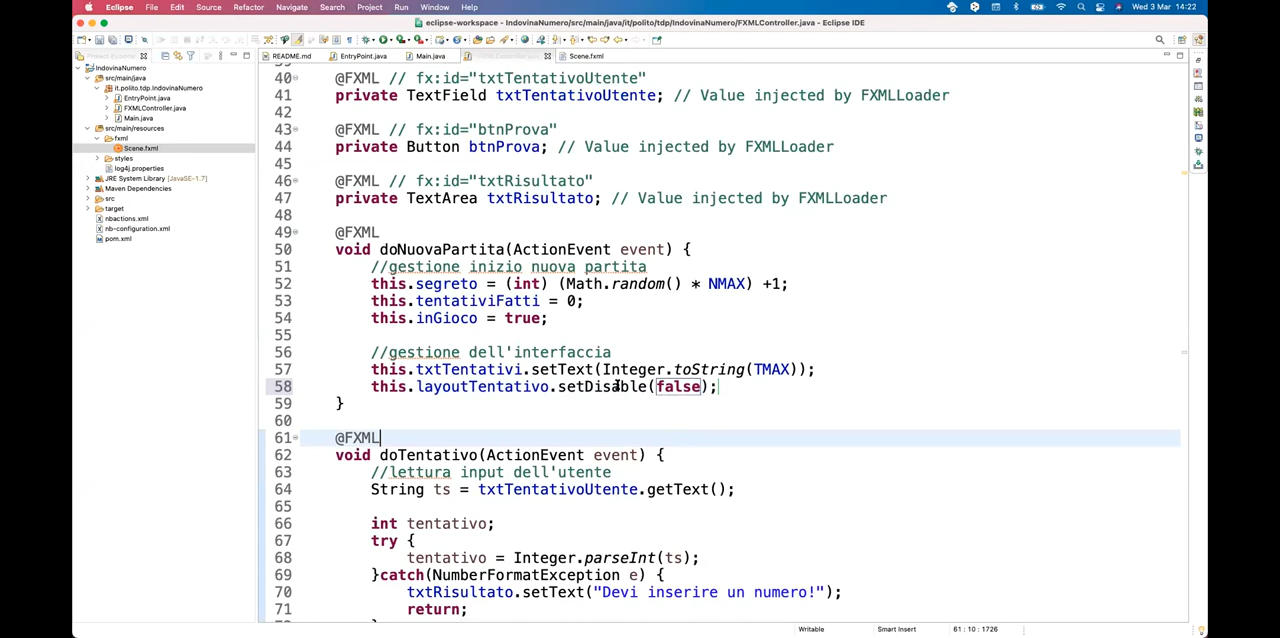 Eclipse File Edit Source Refactor Navigate Search Project Run Window Help Wed 3 Mar 14:22
eclipse-workspace - IndovinaNumero/src/main/java/it/polito/tdp/IndovinaNumero/FXMLController.java - Eclipse IDE
Project Explorer
README.md EntryPoint.java Main.java FXMLController.java Scene.fxml
IndovinaNumero
src/main/java
it.polito.tdp.IndovinaNumero
EntryPoint.java
FXMLController.java
Main.java
src/main/resources
fxml
Scene.fxml
styles
log4j.properties
JRE System Library [JavaSE-1.7]
Maven Dependencies
src
target
nbactions.xml
nb-configuration.xml
pom.xml
40 @FXML // fx:id="txtTentativoUtente"
41 private TextField txtTentativoUtente; // Value injected by FXMLLoader
42
43 @FXML // fx:id="btnProva"
44 private Button btnProva; // Value injected by FXMLLoader
45
46 @FXML // fx:id="txtRisultato"
47 private TextArea txtRisultato; // Value injected by FXMLLoader
48
49 @FXML
50 void doNuovaPartita(ActionEvent event) {
51 //gestione inizio nuova partita
52 this.segreto = (int) (Math.random() * NMAX) +1;
53 this.tentativiFatti = 0;
54 this.inGioco = true;
55
56 //gestione dell'interfaccia
57 this.txtTentativi.setText(Integer.toString(TMAX));
58 this.layoutTentativo.setDisable(false);
59 }
60
61 @FXML
62 void doTentativo(ActionEvent event) {
63 //lettura input dell'utente
64 String ts = txtTentativoUtente.getText();
65
66 int tentativo;
67 try {
68 tentativo = Integer.parseInt(ts);
69 }catch(NumberFormatException e) {
70 txtRisultato.setText("Devi inserire un numero!");
71 return;
Writable Smart Insert 61 : 10 : 1726